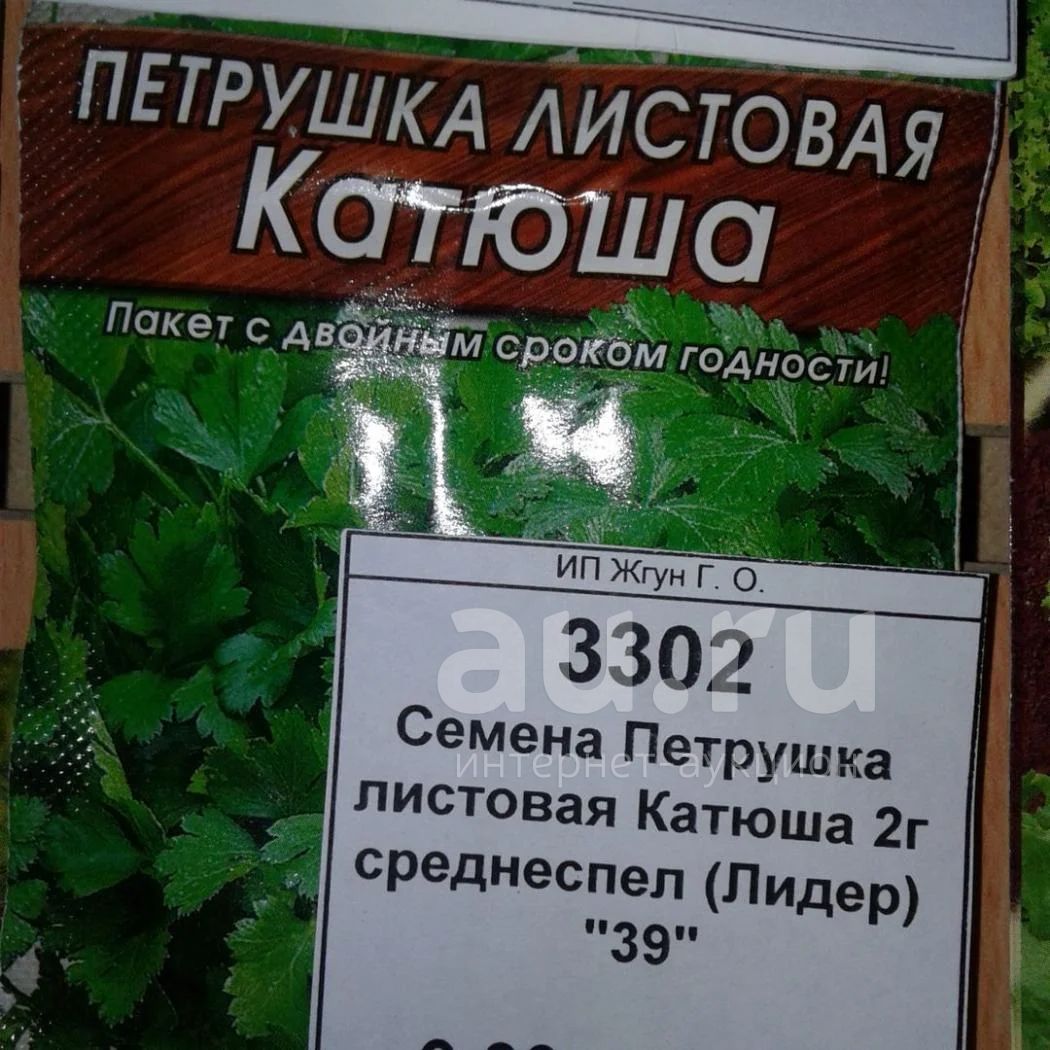 ПЕТРУШКА ЛИСТОВАЯ
Катюша
Пакет с двойным сроком годности!
ИП Жгун Г. О.
3302
au.ru
Семена Петрушка
интернет-аукцион
листовая Катюша 2г
среднеспел (Лидер)
"39"